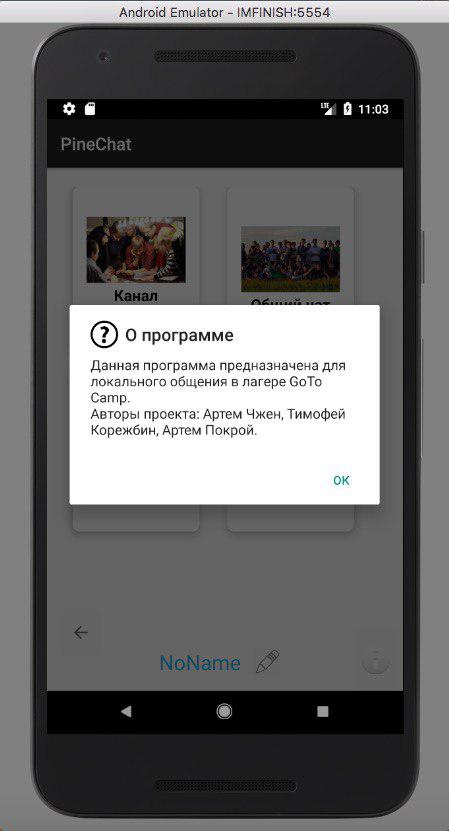 Android Emulator - IMFINISH:5554
LTE 11:03
PineChat
Канал
Общий чат
? О программе
Данная программа предназначена для
локального общения в лагере GoTo
Camp.
Авторы проекта: Артем Чжен, Тимофей
Корежбин, Артем Покрой.
ОК
NoName